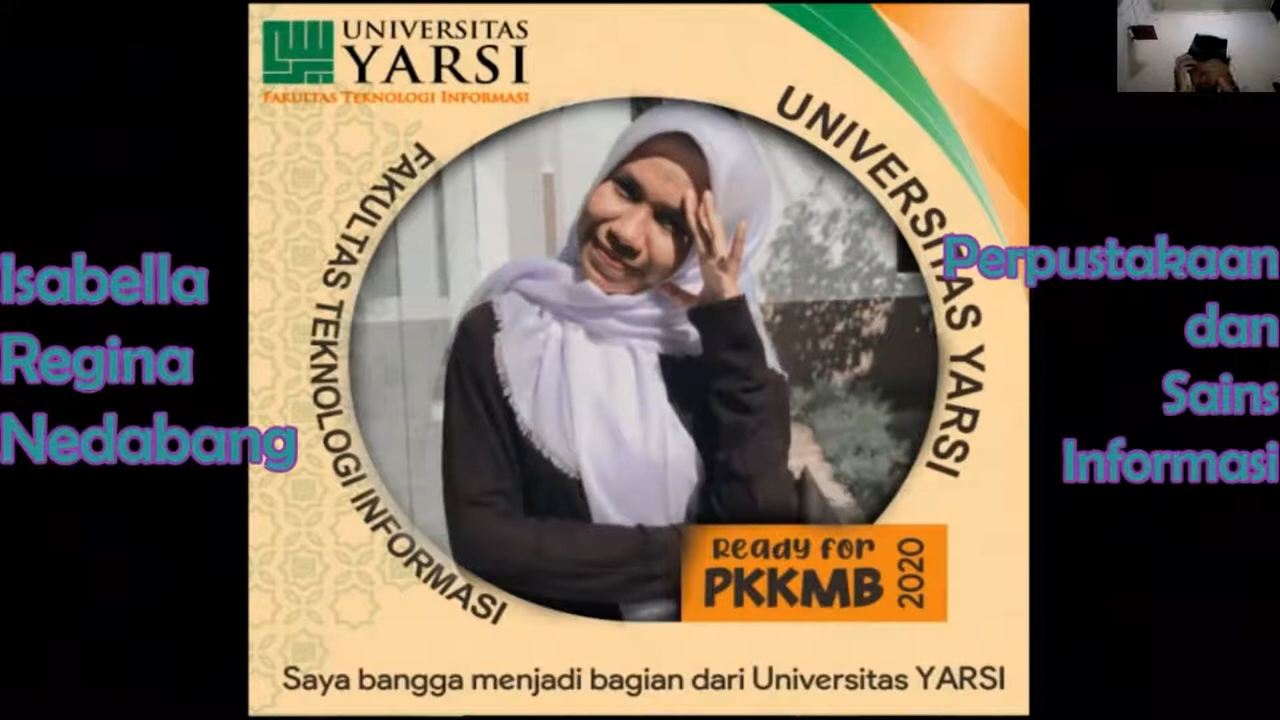 UNIVERSITAS
YARSI
FAKULTAS TEKNOLOGI INFORMASI
FAKULTAS TEKNOLOGI INFORMASI
UNIVERSITAS YARSI
Isabella
Regina
Nedabang
Perpustakaan
dan
Sains
Informasi
Ready for
PKKMB
2020
Saya bangga menjadi bagian dari Universitas YARSI